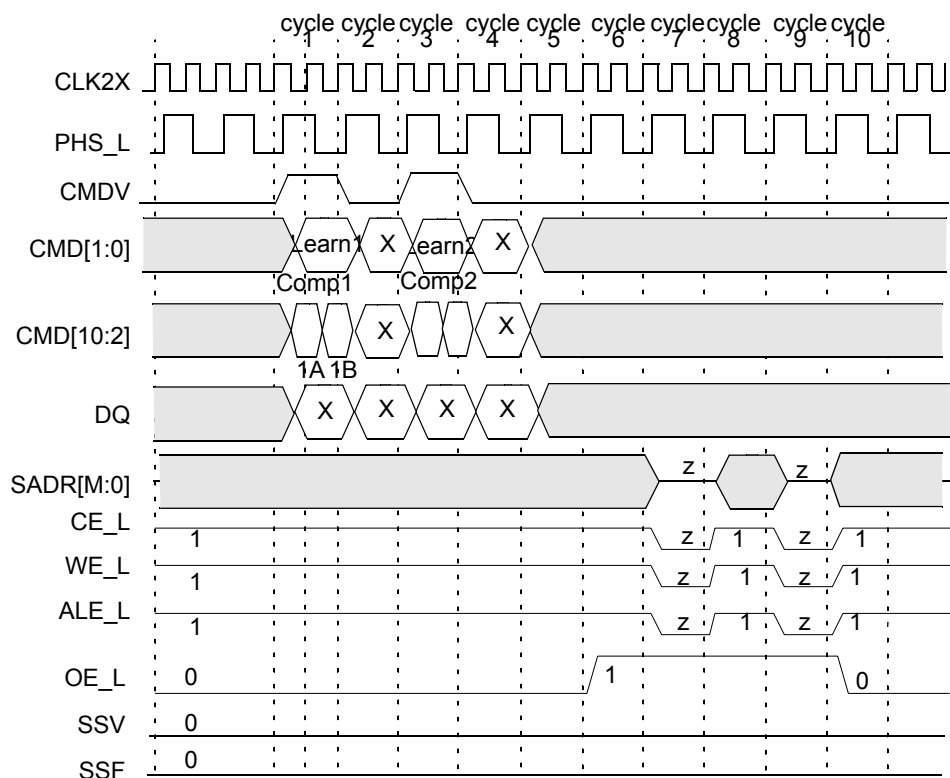 cycle cycle cycle cycle cycle cycle cycle cycle cycle cycle
1 2 3 4 5 6 7 8 9 10
CLK2X
PHS_L
CMDV
CMD[1:0] Learn1 X Learn2 X
Comp1 Comp2
CMD[10:2] X X
1A 1B
DQ X X X X
SADR[M:0] z z
CE_L 1 z 1 z 1
WE_L 1 z 1 z 1
ALE_L 1 z 1 z 1
OE_L 0 1 0
SSV 0
SSF 0